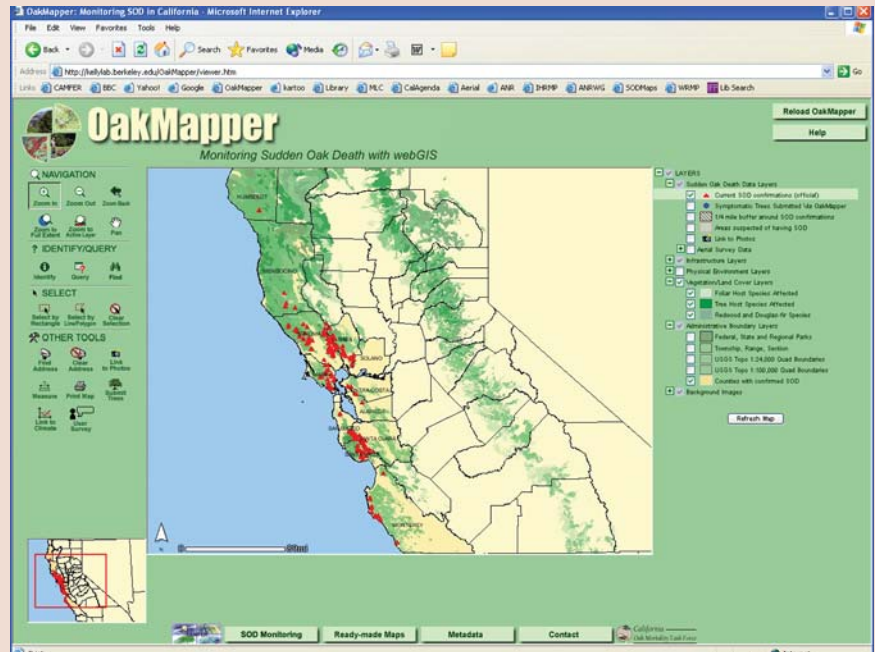 OakMapper: Monitoring SOD in California - Microsoft Internet Explorer
File Edit View Favorites Tools Help
Back Search Favorites Media
Address http://kellylab.berkeley.edu/OakMapper/viewer.htm Go
Links CAMFER BBC Yahoo! Google OakMapper kartoo Library MLC CalAgenda Aerial ANR IHRMP ANRWG SODMaps WRMP Lib Search
OakMapper
Monitoring Sudden Oak Death with webGIS
Reload OakMapper
Help
NAVIGATION
Zoom In Zoom Out Zoom Back
Zoom to Full Extent Zoom to Active Layer Pan
? IDENTIFY/QUERY
Identify Query Find
SELECT
Select by Rectangle Select by Line/Polygon Clear Selection
OTHER TOOLS
Find Address Clear Address Link to Photos
Measure Print Map Submit Trees
Link to Climate User Survey
HUMBOLDT
MENDOCINO
SOLANO
ALAMEDA
SANTA CLARA
MONTEREY
LAYERS
Sudden Oak Death Data Layers
Current SOD confirmations (official)
Symptomatic Trees Submitted Via OakMapper
1/4 mile buffer around SOD confirmations
Areas suspected of having SOD
Link to Photos
Aerial Survey Data
Infrastructure Layers
Physical Environment Layers
Vegetation/Land Cover Layers
Foliar Host Species Affected
Tree Host Species Affected
Redwood and Douglas-fir Species
Administrative Boundary Layers
Federal, State and Regional Parks
Township, Range, Section
USGS Topo 1:24,000 Quad Boundaries
USGS Topo 1:100,000 Quad Boundaries
Counties with confirmed SOD
Background Images
Refresh Map
SOD Monitoring Ready-made Maps Metadata Contact
California
Oak Mortality Task Force